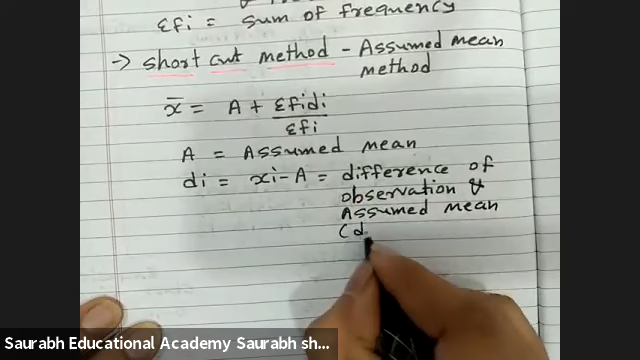 Σfi = sum of frequency
→ short cut method - Assumed mean
method
x̄ = A + Σfidi
Σfi
A = Assumed mean
di = xi - A = difference of
observation &
Assumed mean
(d
Saurabh Educational Academy Saurabh sh...